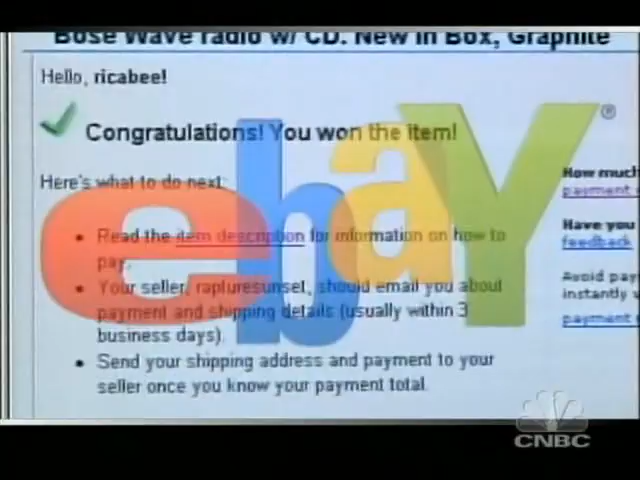 Bose Wave radio w/ CD. New in Box, Graphite
Hello, ricabee!
Congratulations! You won the item!
ebay®
Here's what to do next:
How much
payment
Read the item description for information on how to
pay.
Have you
feedback
Your seller, rapluresunsel, should email you about
payment and shipping details (usually within 3
business days).
Avoid pay
instantly
payment
Send your shipping address and payment to your
seller once you know your payment total.
CNBC